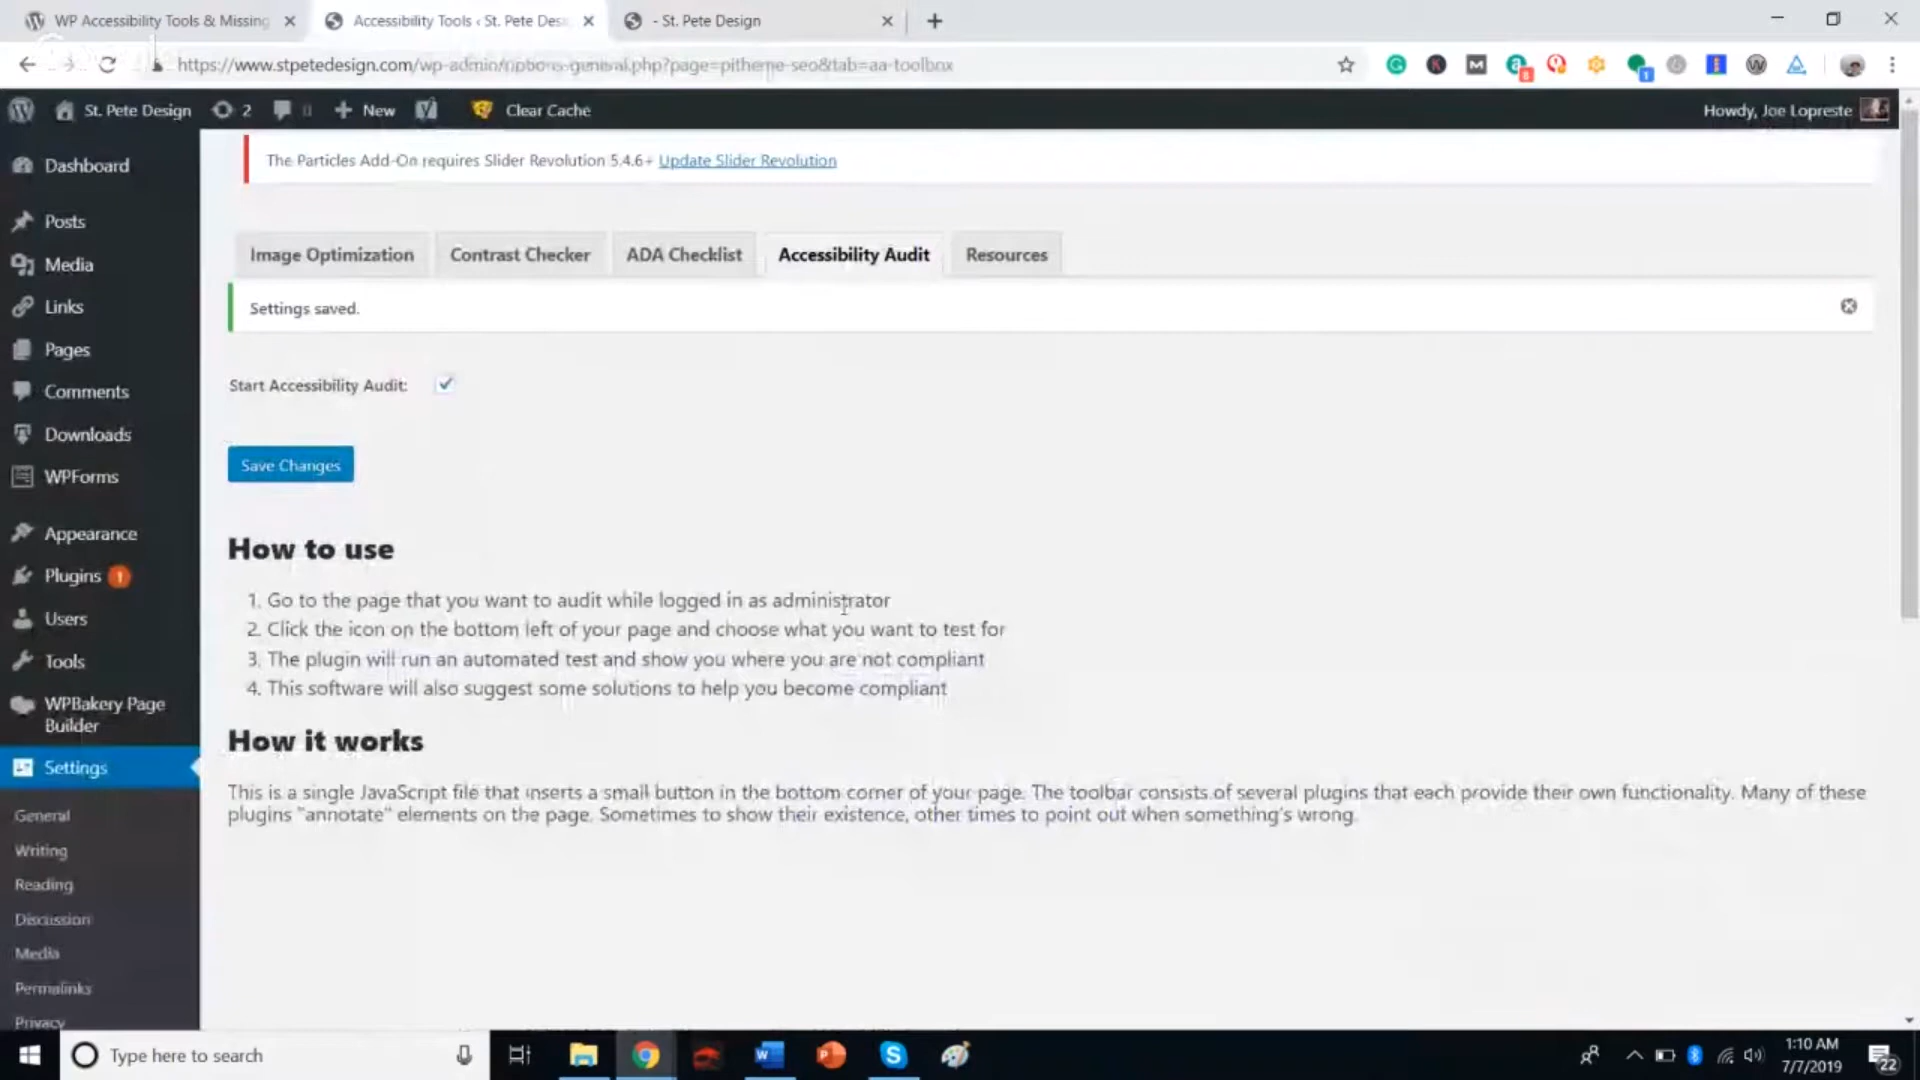 WP Accessibility Tools & Missing
Accessibility Tools ‹ St. Pete Desi
- St. Pete Design
https://www.stpetedesign.com/wp-admin/options-general.php?page=pitheme-seo&tab=aa-toolbox
St. Pete Design
2
0
New
Clear Cache
Howdy, Joe Lopreste
The Particles Add-On requires Slider Revolution 5.4.6+ Update Slider Revolution
Dashboard
Posts
Media
Links
Pages
Comments
Downloads
WPForms
Appearance
Plugins 1
Users
Tools
WPBakery Page
Builder
Settings
General
Writing
Reading
Discussion
Media
Permalinks
Privacy
Image Optimization
Contrast Checker
ADA Checklist
Accessibility Audit
Resources
Settings saved.
Start Accessibility Audit:
Save Changes
How to use
1. Go to the page that you want to audit while logged in as administrator
2. Click the icon on the bottom left of your page and choose what you want to test for
3. The plugin will run an automated test and show you where you are not compliant
4. This software will also suggest some solutions to help you become compliant
How it works
This is a single JavaScript file that inserts a small button in the bottom corner of your page. The toolbar consists of several plugins that each provide their own functionality. Many of these
plugins "annotate" elements on the page. Sometimes to show their existence, other times to point out when something's wrong.
Type here to search
1:10 AM
7/7/2019
22